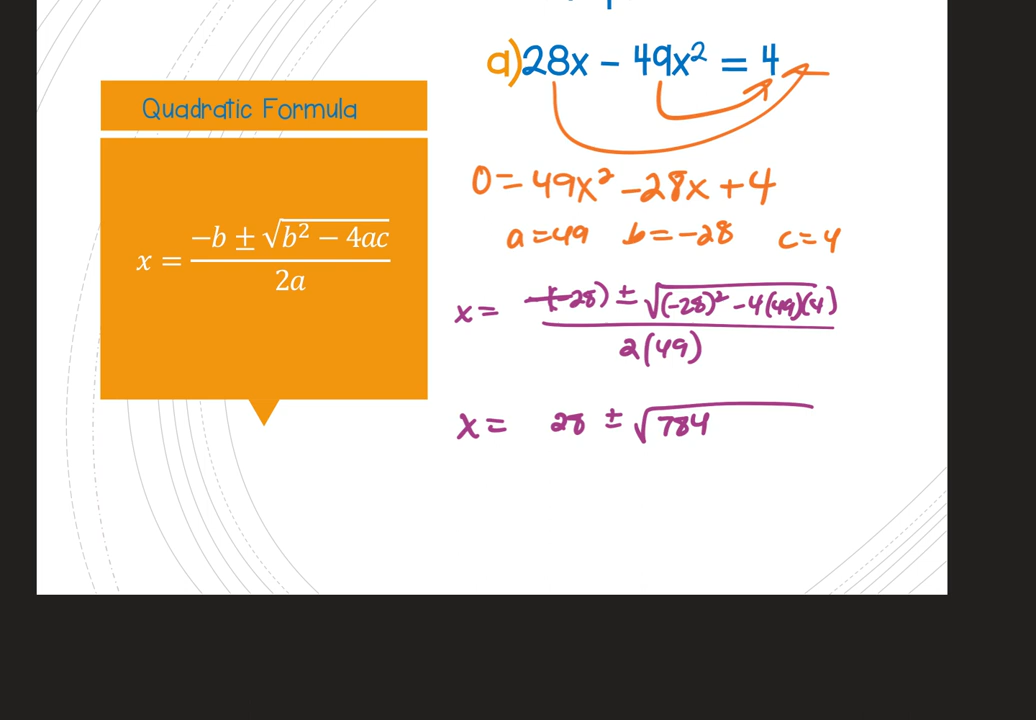 a) 28x − 49x² = 4
Quadratic Formula
x = (−b ± √(b² − 4ac)) / 2a
0 = 49x² − 28x + 4
a = 49 b = −28 c = 4
x = (−(−28) ± √((−28)² − 4(49)(4))) / 2(49)
x = 28 ± √784